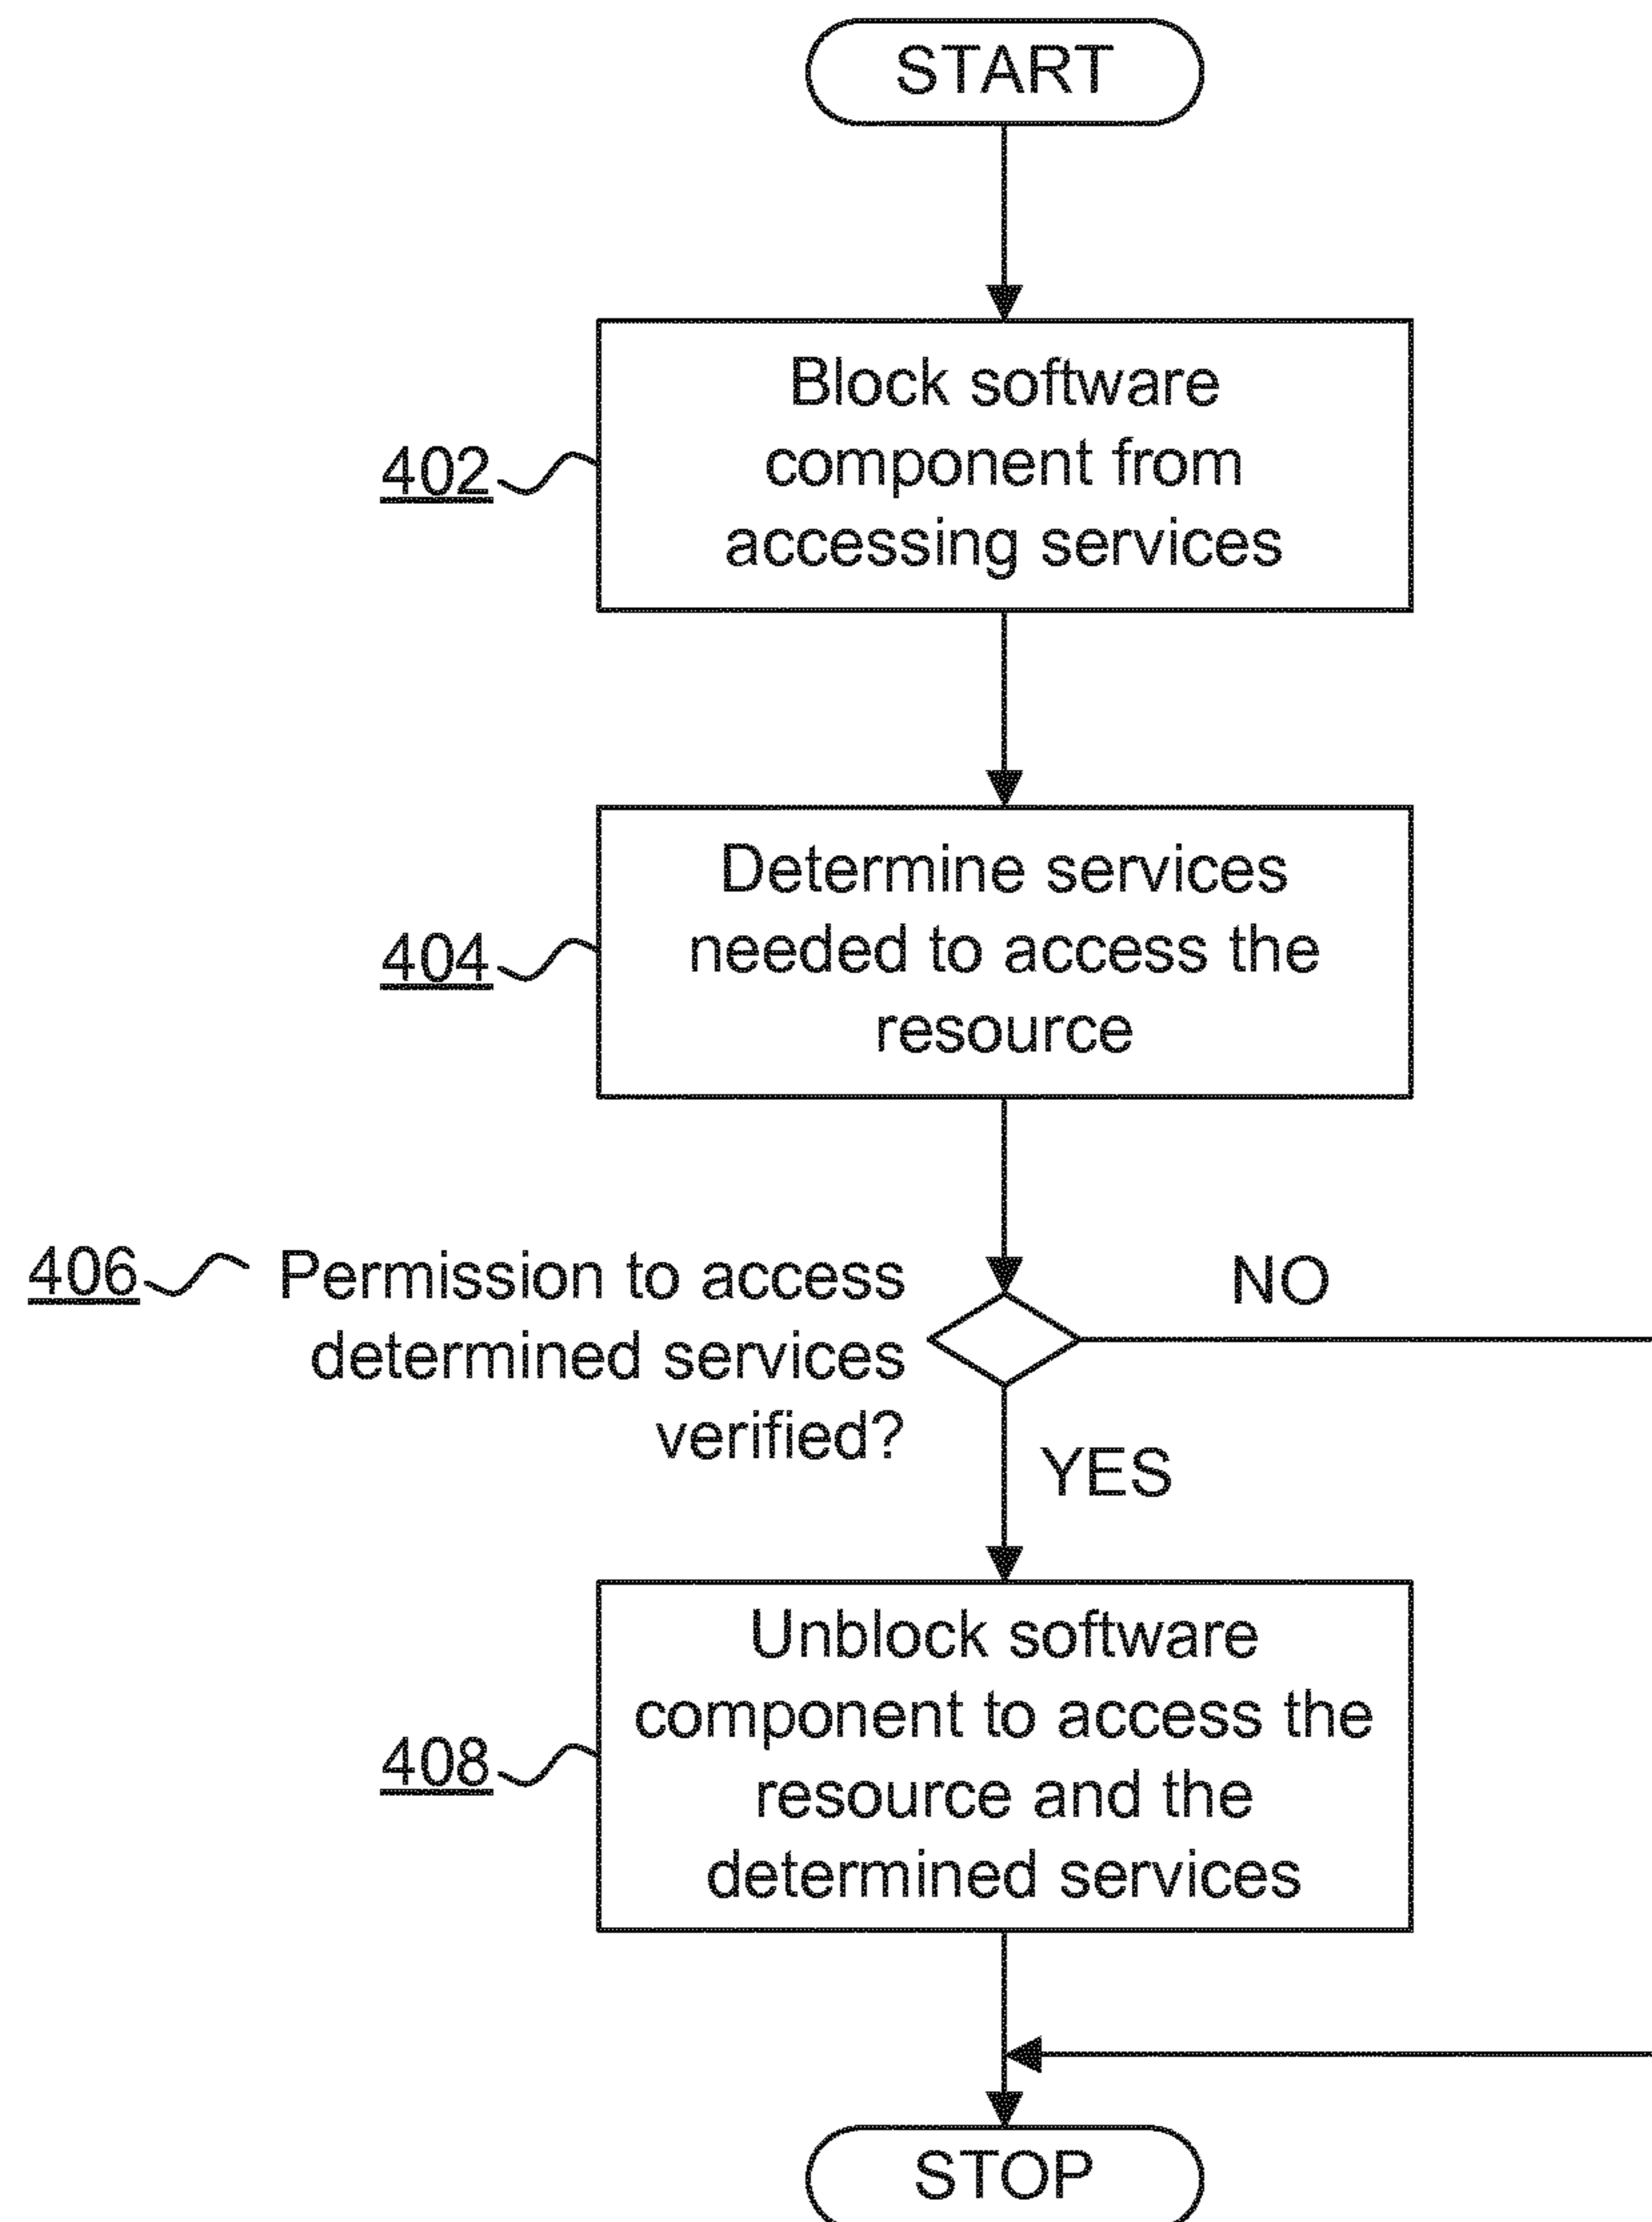 START
Block software
component from
accessing services
402
Determine services
needed to access the
resource
404
406
Permission to access
determined services
verified?
NO
YES
Unblock software
component to access the
resource and the
determined services
408
STOP